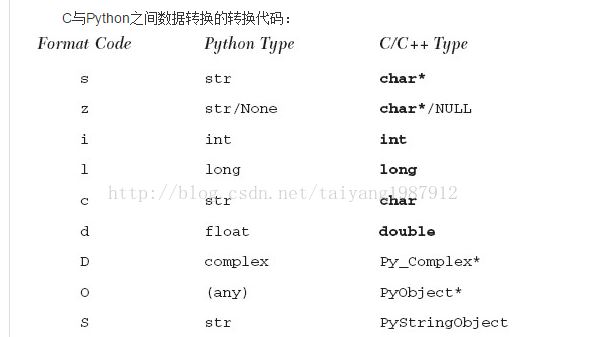 C与Python之间数据转换的转换代码：
Format Code Python Type C/C++ Type
s str char*
z str/None char*/NULL
i int int
l long long
http://blog.csdn.net/taiyang1987912
c str char
d float double
D complex Py_Complex*
O (any) PyObject*
S str PyStringObject